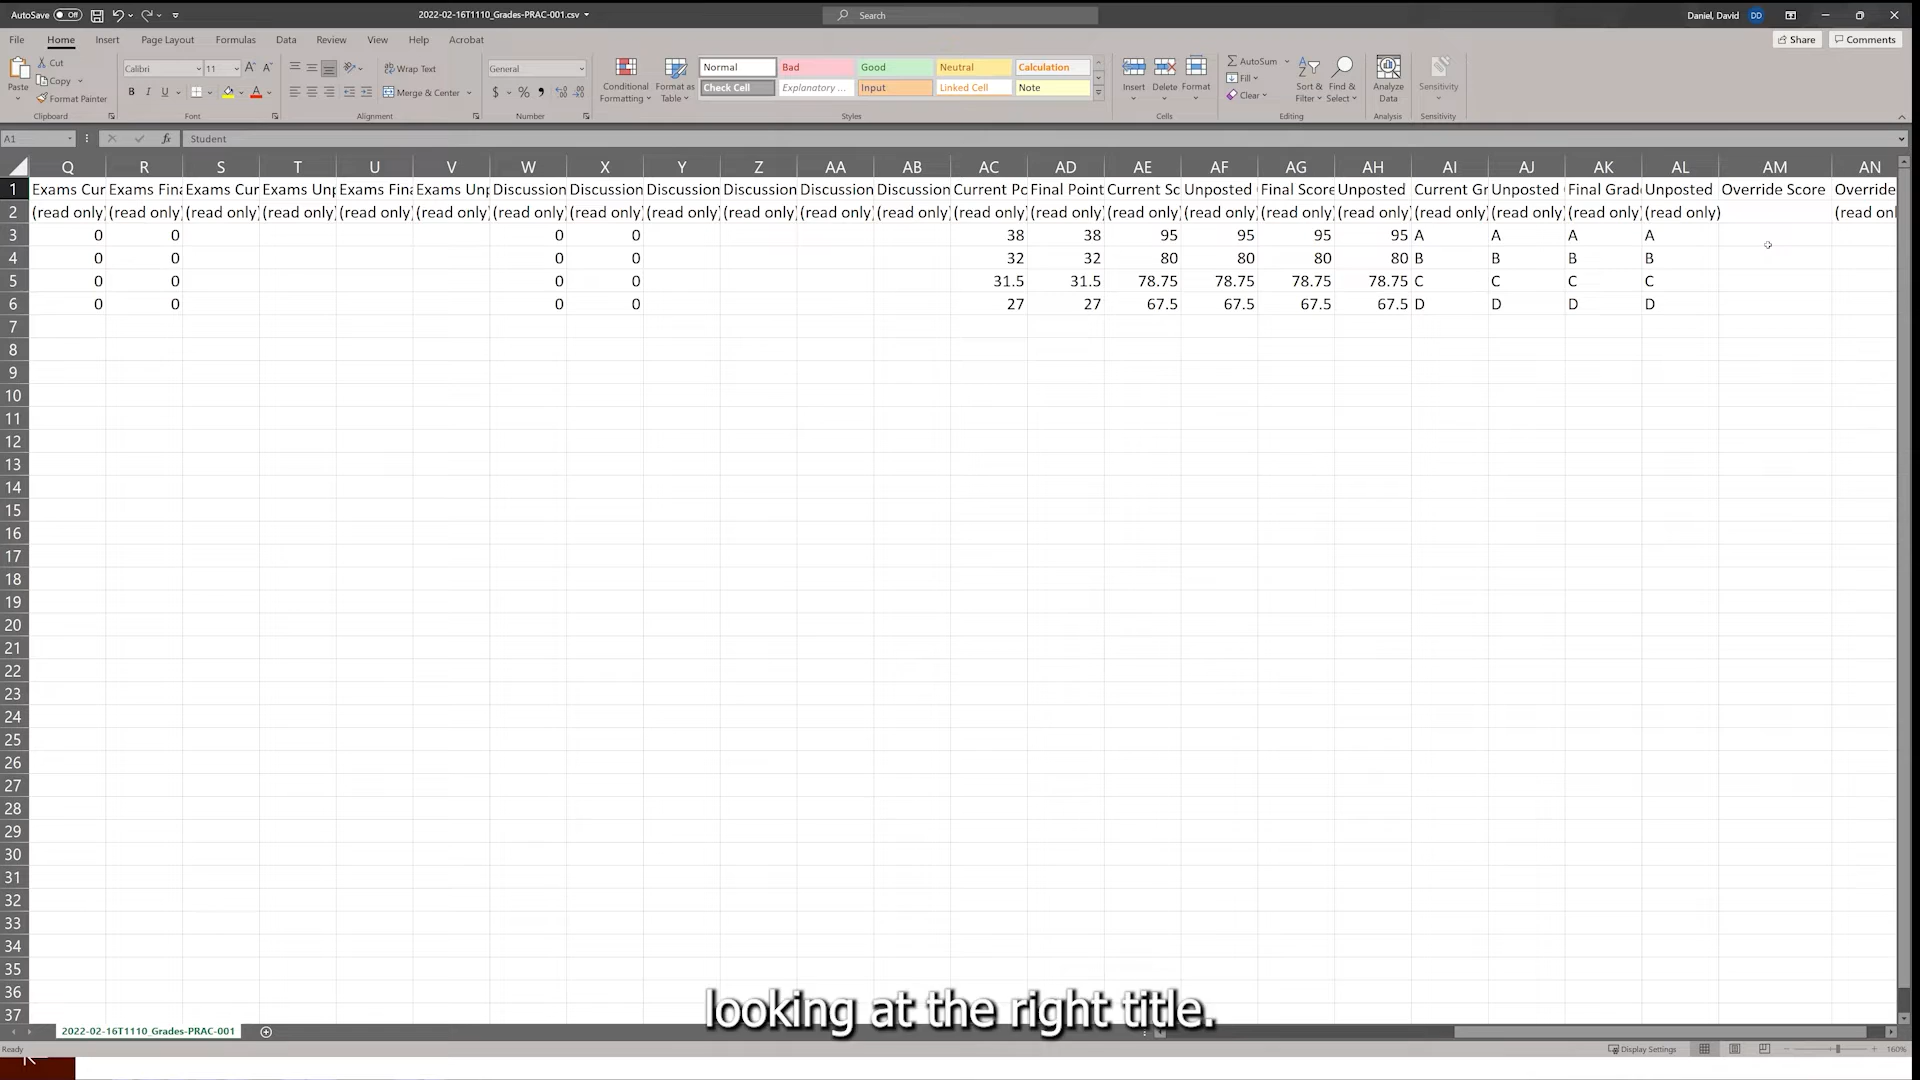 AutoSave Off 2022-02-16T1110_Grades-PRAC-001.csv Search Daniel, David DD
File Home Insert Page Layout Formulas Data Review View Help Acrobat Share Comments
Paste Cut Copy Format Painter Clipboard
Calibri 11 B I U A Font
Wrap Text Merge & Center Alignment
General $ % Number
Conditional Formatting Format as Table
Normal Bad Good Neutral Calculation
Check Cell Explanatory ... Input Linked Cell Note
Styles
Insert Delete Format Cells
AutoSum Fill Clear Sort & Filter Find & Select Editing
Analyze Data Analysis
Sensitivity Sensitivity
A1 fx Student
Q R S T U V W X Y Z AA AB AC AD AE AF AG AH AI AJ AK AL AM AN
1 Exams Cur Exams Fina Exams Cur Exams Unp Exams Fina Exams Unp Discussion Discussion Discussion Discussion Discussion Discussion Current Po Final Point Current Sc Unposted Final Score Unposted Current Gr Unposted Final Grad Unposted Override Score Override
2 (read only) (read only) (read only) (read only) (read only) (read only) (read only) (read only) (read only) (read only) (read only) (read only) (read only) (read only) (read only) (read only) (read only) (read only) (read only) (read only) (read only) (read only) (read onl
3 0 0 0 0 38 38 95 95 95 95 A A A A
4 0 0 0 0 32 32 80 80 80 80 B B B B
5 0 0 0 0 31.5 31.5 78.75 78.75 78.75 78.75 C C C C
6 0 0 0 0 27 27 67.5 67.5 67.5 67.5 D D D D
7
8
9
10
11
12
13
14
15
16
17
18
19
20
21
22
23
24
25
26
27
28
29
30
31
32
33
34
35
36
37
looking at the right title.
2022-02-16T1110_Grades-PRAC-001
Ready Display Settings 160%